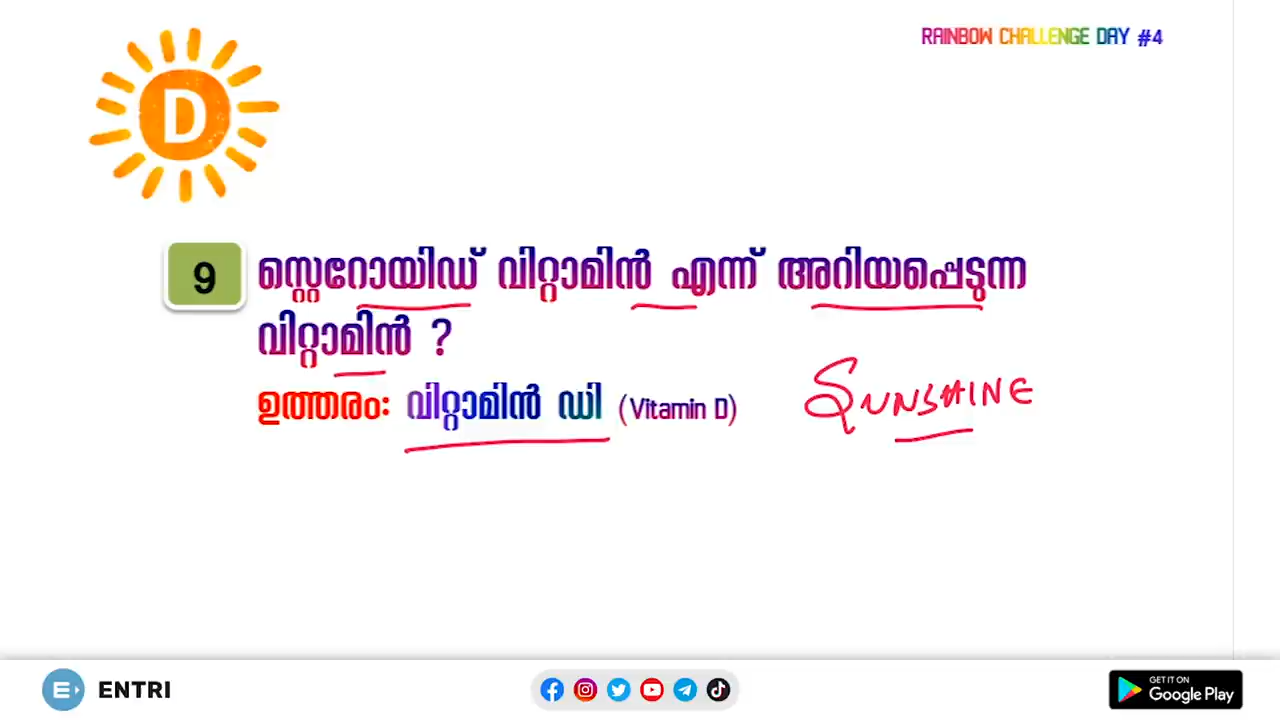 RAINBOW CHALLENGE DAY #4
D
9 സ്റ്റെറോയിഡ് വിറ്റാമിൻ എന്ന് അറിയപ്പെടുന്ന
വിറ്റാമിൻ ?
ഉത്തരം: വിറ്റാമിൻ ഡി (Vitamin D)
SUNSHINE
ENTRI
GET IT ON
Google Play